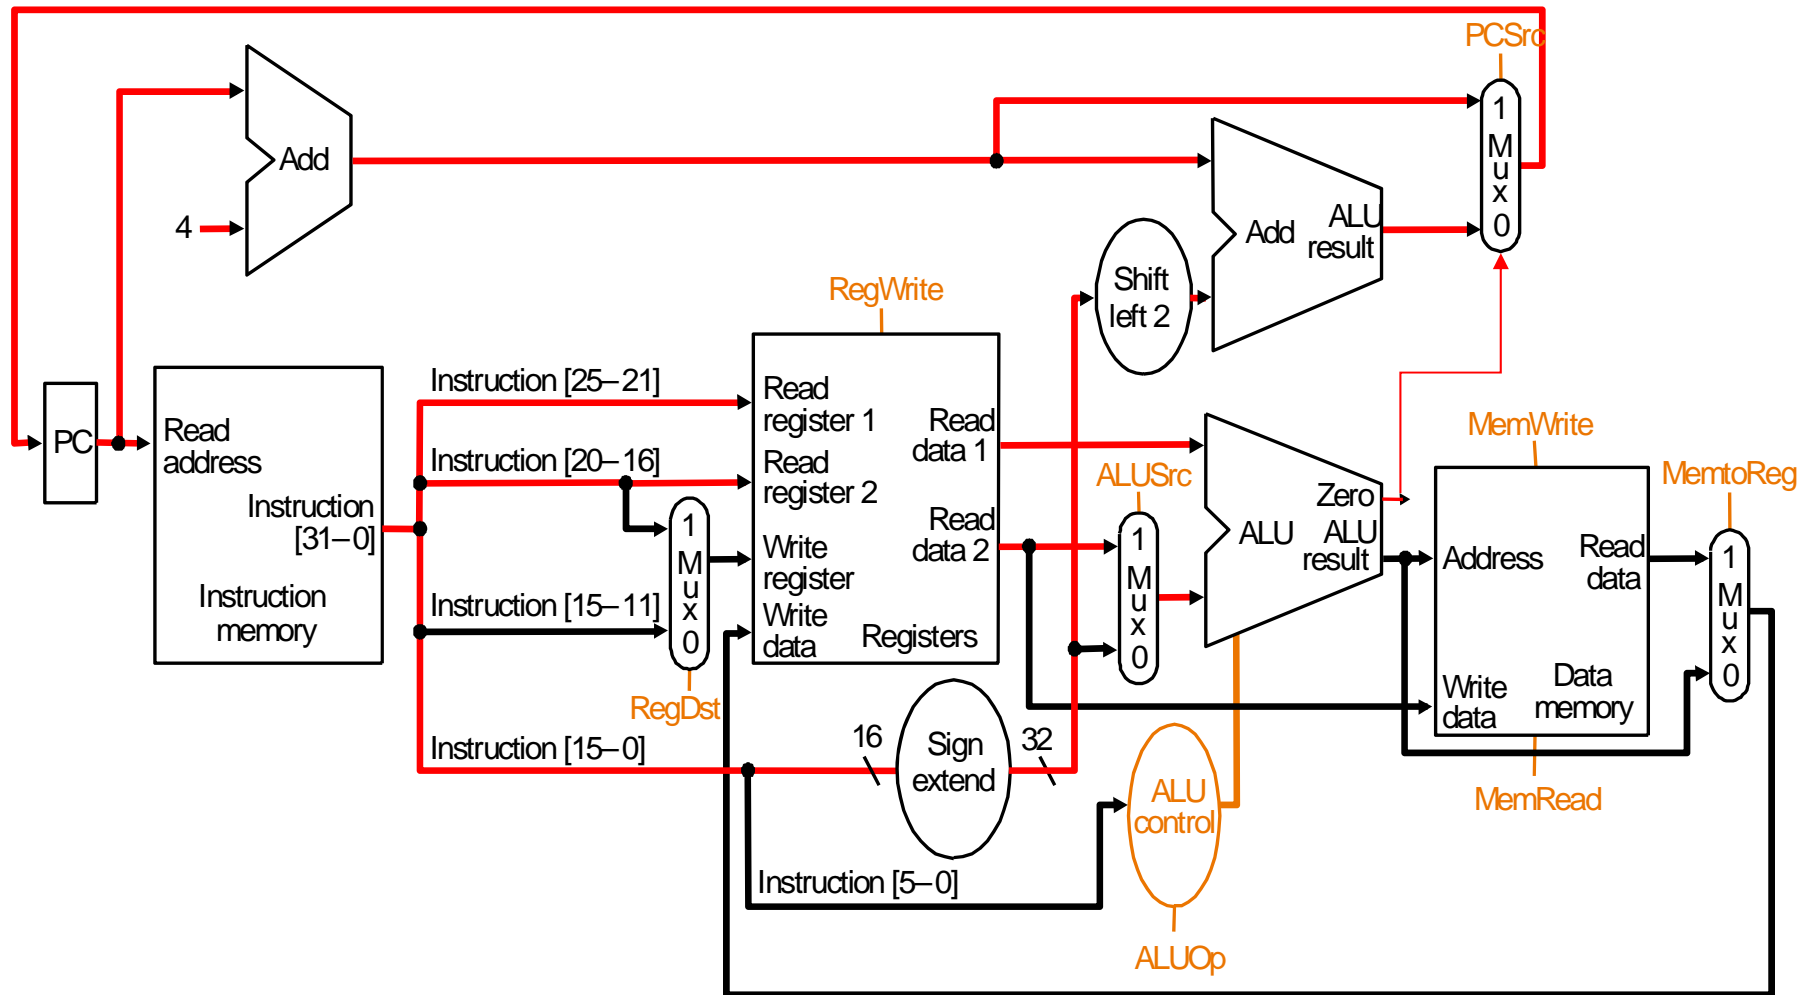 PCSrc
1
M
u
x
0
Add
4
ALU
Add
result
Shift
left 2
RegWrite
Instruction [25–21]
Read
register 1
Read
data 1
PC
Read
address
Instruction [20–16]
Read
register 2
Instruction
[31–0]
1
M
u
x
0
Write
register
Read
data 2
Instruction
memory
Instruction [15–11]
Write
data
Registers
RegDst
ALUSrc
1
M
u
x
0
Zero
ALU
ALU
result
MemWrite
MemtoReg
Address
Read
data
1
M
u
x
0
Write
data
Data
memory
MemRead
Instruction [15–0]
16
Sign
extend
32
ALU
control
Instruction [5–0]
ALUOp